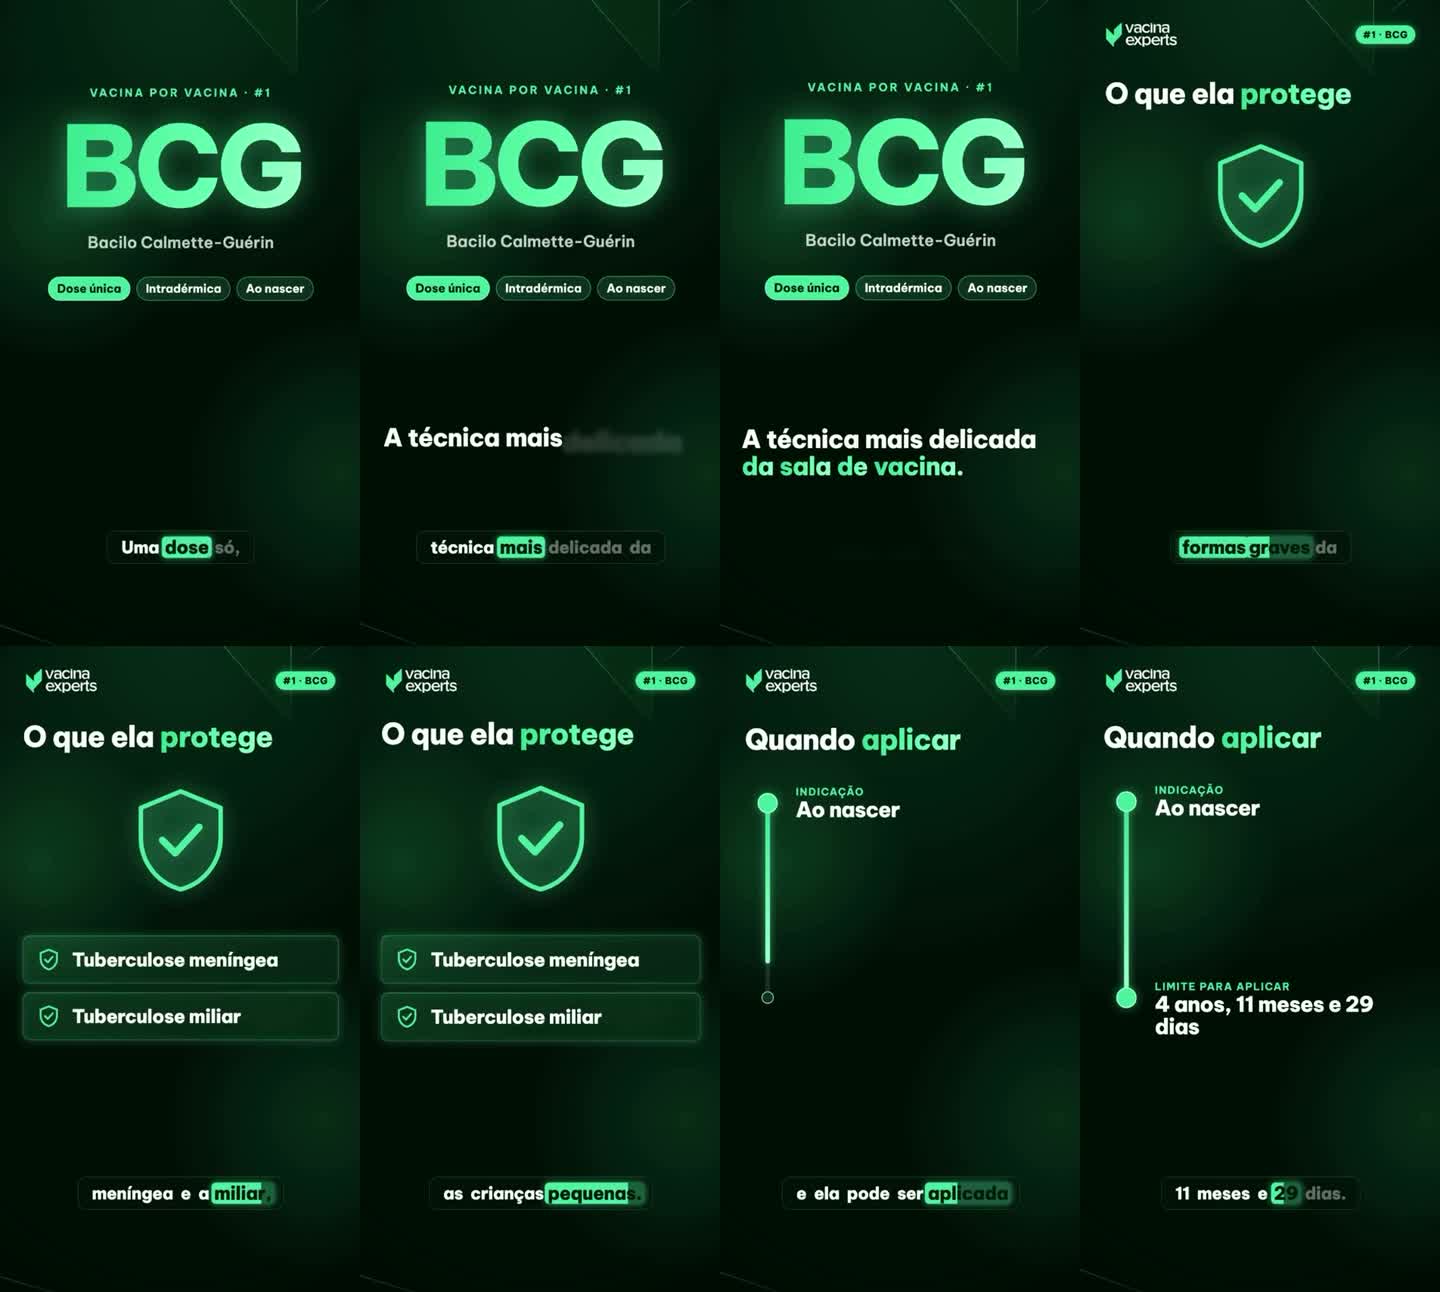 VACINA POR VACINA · #1
BCG
Bacilo Calmette-Guérin
Dose única
Intradérmica
Ao nascer
Uma dose só,
VACINA POR VACINA · #1
BCG
Bacilo Calmette-Guérin
Dose única
Intradérmica
Ao nascer
A técnica mais delicada
técnica mais delicada da
VACINA POR VACINA · #1
BCG
Bacilo Calmette-Guérin
Dose única
Intradérmica
Ao nascer
A técnica mais delicada
da sala de vacina.
vacina
experts
#1 · BCG
O que ela protege
formas graves da
vacina
experts
#1 · BCG
O que ela protege
Tuberculose meníngea
Tuberculose miliar
meníngea e a miliar,
vacina
experts
#1 · BCG
O que ela protege
Tuberculose meníngea
Tuberculose miliar
as crianças pequenas.
vacina
experts
#1 · BCG
Quando aplicar
INDICAÇÃO
Ao nascer
e ela pode ser aplicada
vacina
experts
#1 · BCG
Quando aplicar
INDICAÇÃO
Ao nascer
LIMITE PARA APLICAR
4 anos, 11 meses e 29
dias
11 meses e 29 dias.